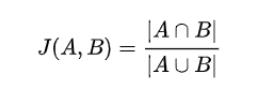 J(A, B) = |A ∩ B| / |A ∪ B|